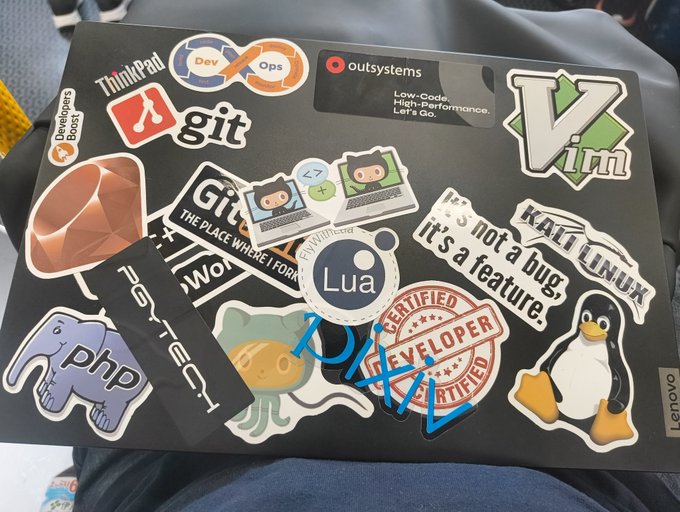 ThinkPad
Dev
Ops
outsystems
Low-Code.
High-Performance.
Let's Go.
Developers
Boost
git
Vim
</>
+
Git
THE PLACE WHERE I FORK
It's not a bug,
it's a feature.
KALI LINUX
FlyWithLua
Lua
php
PGYTECH
pixiv
CERTIFIED
DEVELOPER
CERTIFIED
Lenovo